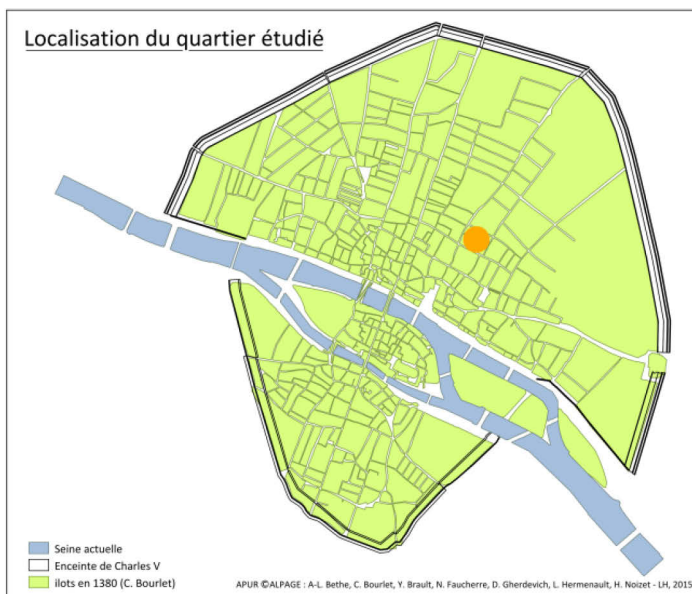 Localisation du quartier étudié
Seine actuelle
Enceinte de Charles V
ilots en 1380 (C. Bourlet)
APUR ©ALPAGE : A-L. Bethe, C. Bourlet, Y. Brault, N. Faucherre, D. Gherdevich, L. Hermenault, H. Noizet - LH, 2015